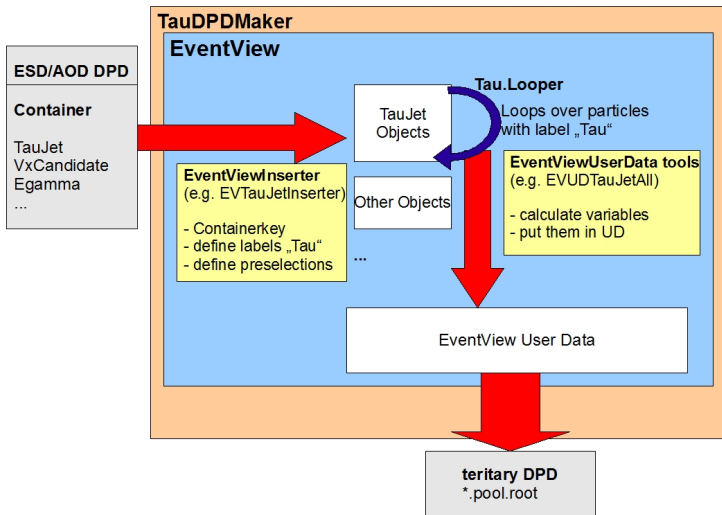 TauDPDMaker
EventView
ESD/AOD DPD
Container
TauJet
VxCandidate
Egamma
...
TauJet
Objects
Tau.Looper
Loops over particles
with label „Tau“
EventViewInserter
(e.g. EVTauJetInserter)
- Containerkey
- define labels „Tau“
- define preselections
Other Objects
...
EventViewUserData tools
(e.g. EVUDTauJetAll)
- calculate variables
- put them in UD
EventView User Data
teritary DPD
*.pool.root